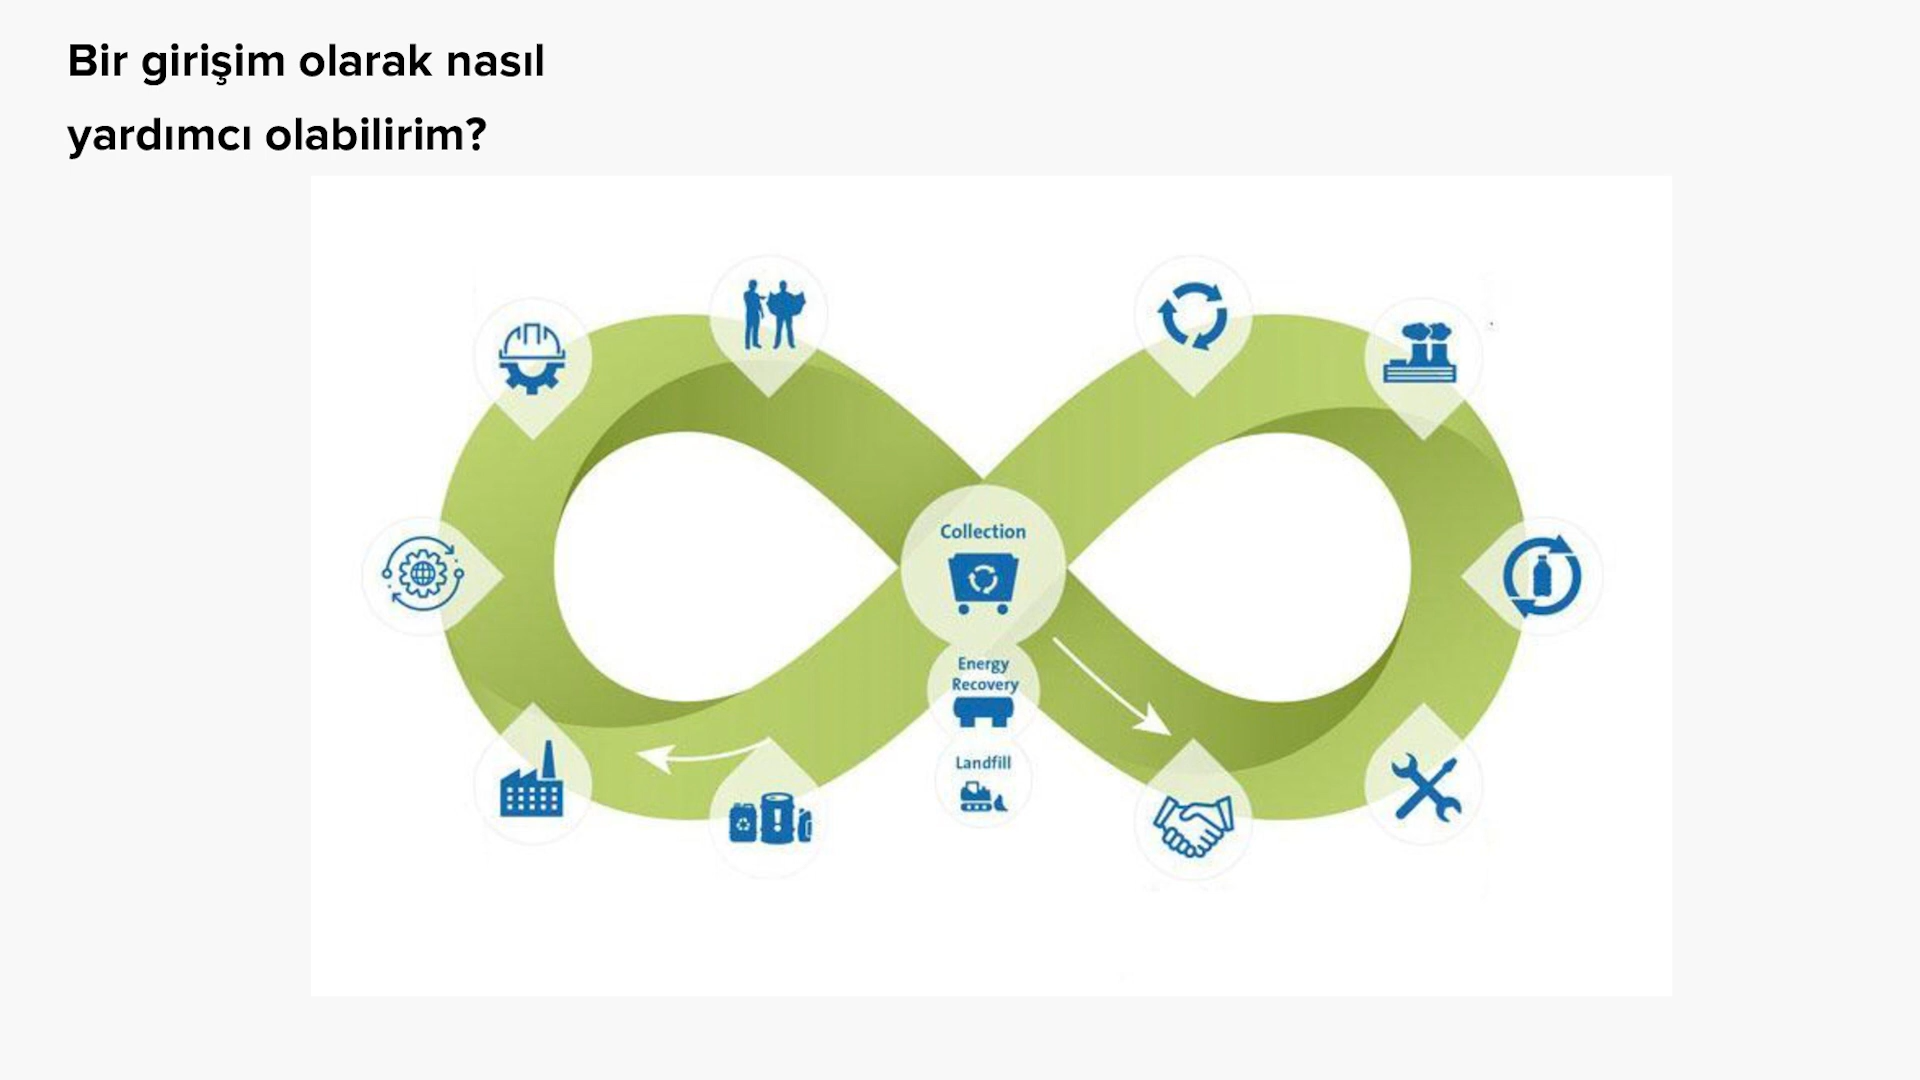 Bir girişim olarak nasıl
yardımcı olabilirim?
Collection
Energy
Recovery
Landfill